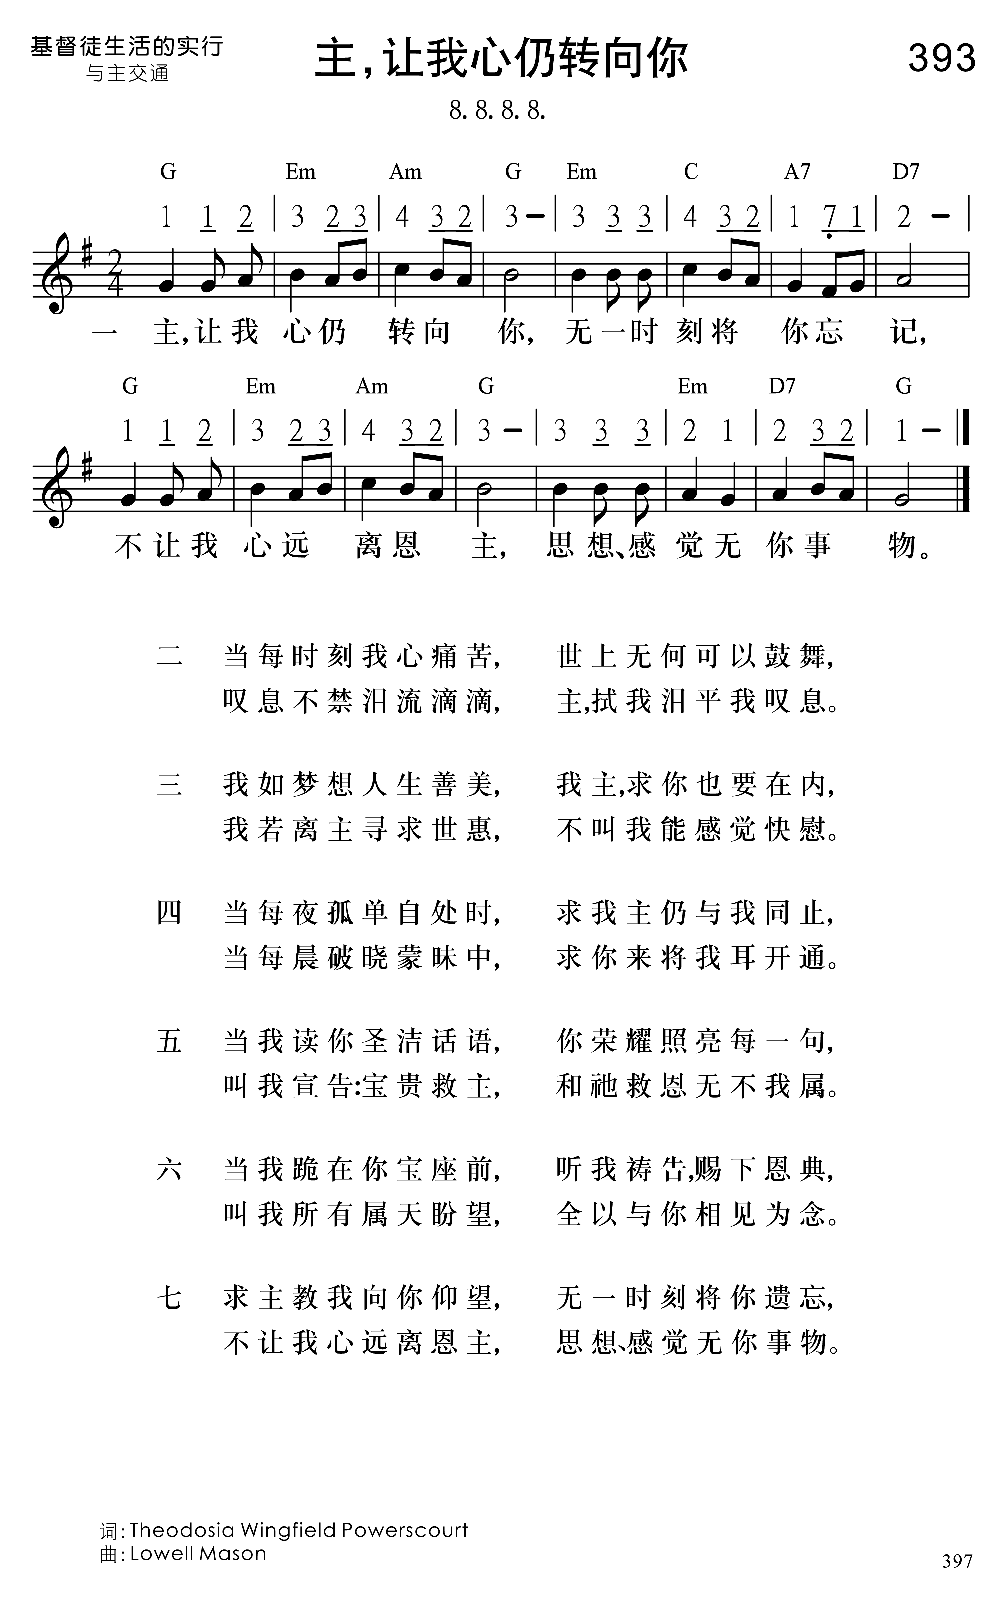 基督徒生活的实行
与主交通
主,让我心仍转向你
393
8. 8. 8. 8.
G Em Am G Em C A7 D7
1 1 2 | 3 2 3 | 4 3 2 | 3 – | 3 3 3 | 4 3 2 | 1 7 1 | 2 – |
2/4
一 主,让我 心仍 转向 你, 无一时 刻将 你忘 记,
G Em Am G Em D7 G
1 1 2 | 3 2 3 | 4 3 2 | 3 – | 3 3 3 | 2 1 | 2 3 2 | 1 – ‖
不让我 心远 离恩 主, 思想、感 觉无 你事 物。
二 当每时刻我心痛苦, 世上无何可以鼓舞,
叹息不禁泪流滴滴, 主,拭我泪平我叹息。
三 我如梦想人生善美, 我主,求你也要在内,
我若离主寻求世惠, 不叫我能感觉快慰。
四 当每夜孤单自处时, 求我主仍与我同止,
当每晨破晓蒙昧中, 求你来将我耳开通。
五 当我读你圣洁话语, 你荣耀照亮每一句,
叫我宣告:宝贵救主, 和祂救恩无不我属。
六 当我跪在你宝座前, 听我祷告,赐下恩典,
叫我所有属天盼望, 全以与你相见为念。
七 求主教我向你仰望, 无一时刻将你遗忘,
不让我心远离恩主, 思想、感觉无你事物。
词: Theodosia Wingfield Powerscourt
曲: Lowell Mason
397